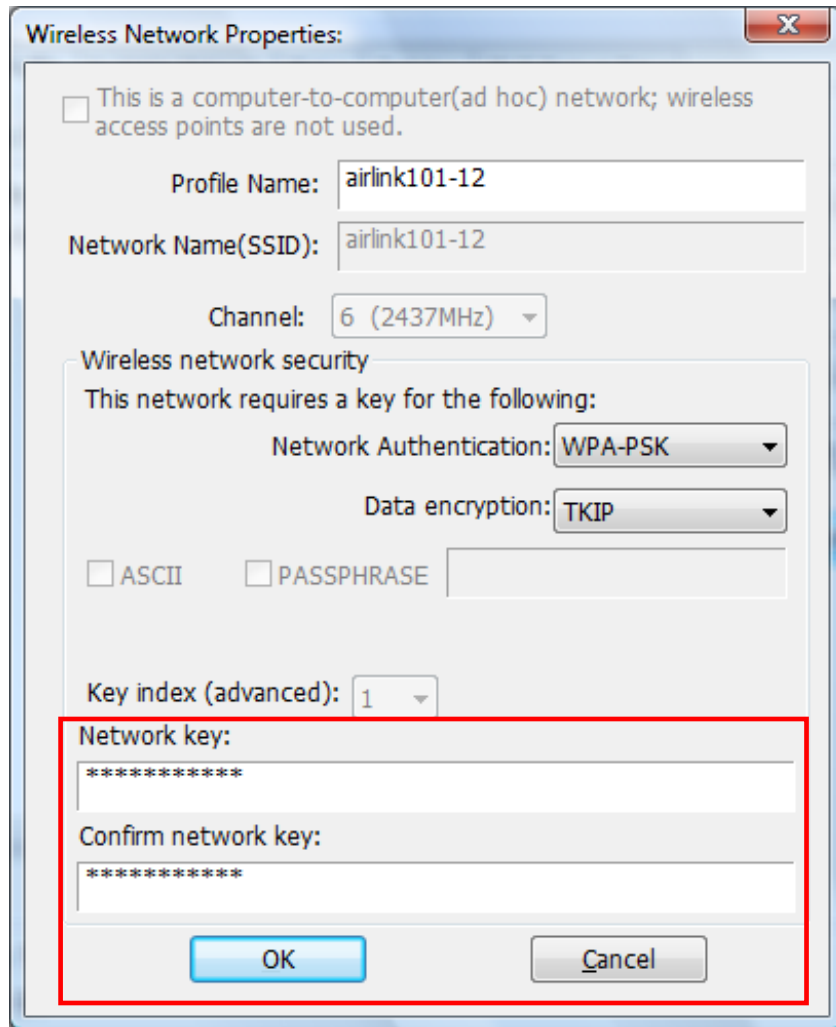 Wireless Network Properties:
This is a computer-to-computer(ad hoc) network; wireless
access points are not used.
Profile Name: airlink101-12
Network Name(SSID): airlink101-12
Channel: 6 (2437MHz)
Wireless network security
This network requires a key for the following:
Network Authentication: WPA-PSK
Data encryption: TKIP
ASCII PASSPHRASE
Key index (advanced): 1
Network key:
***********
Confirm network key:
***********
OK Cancel